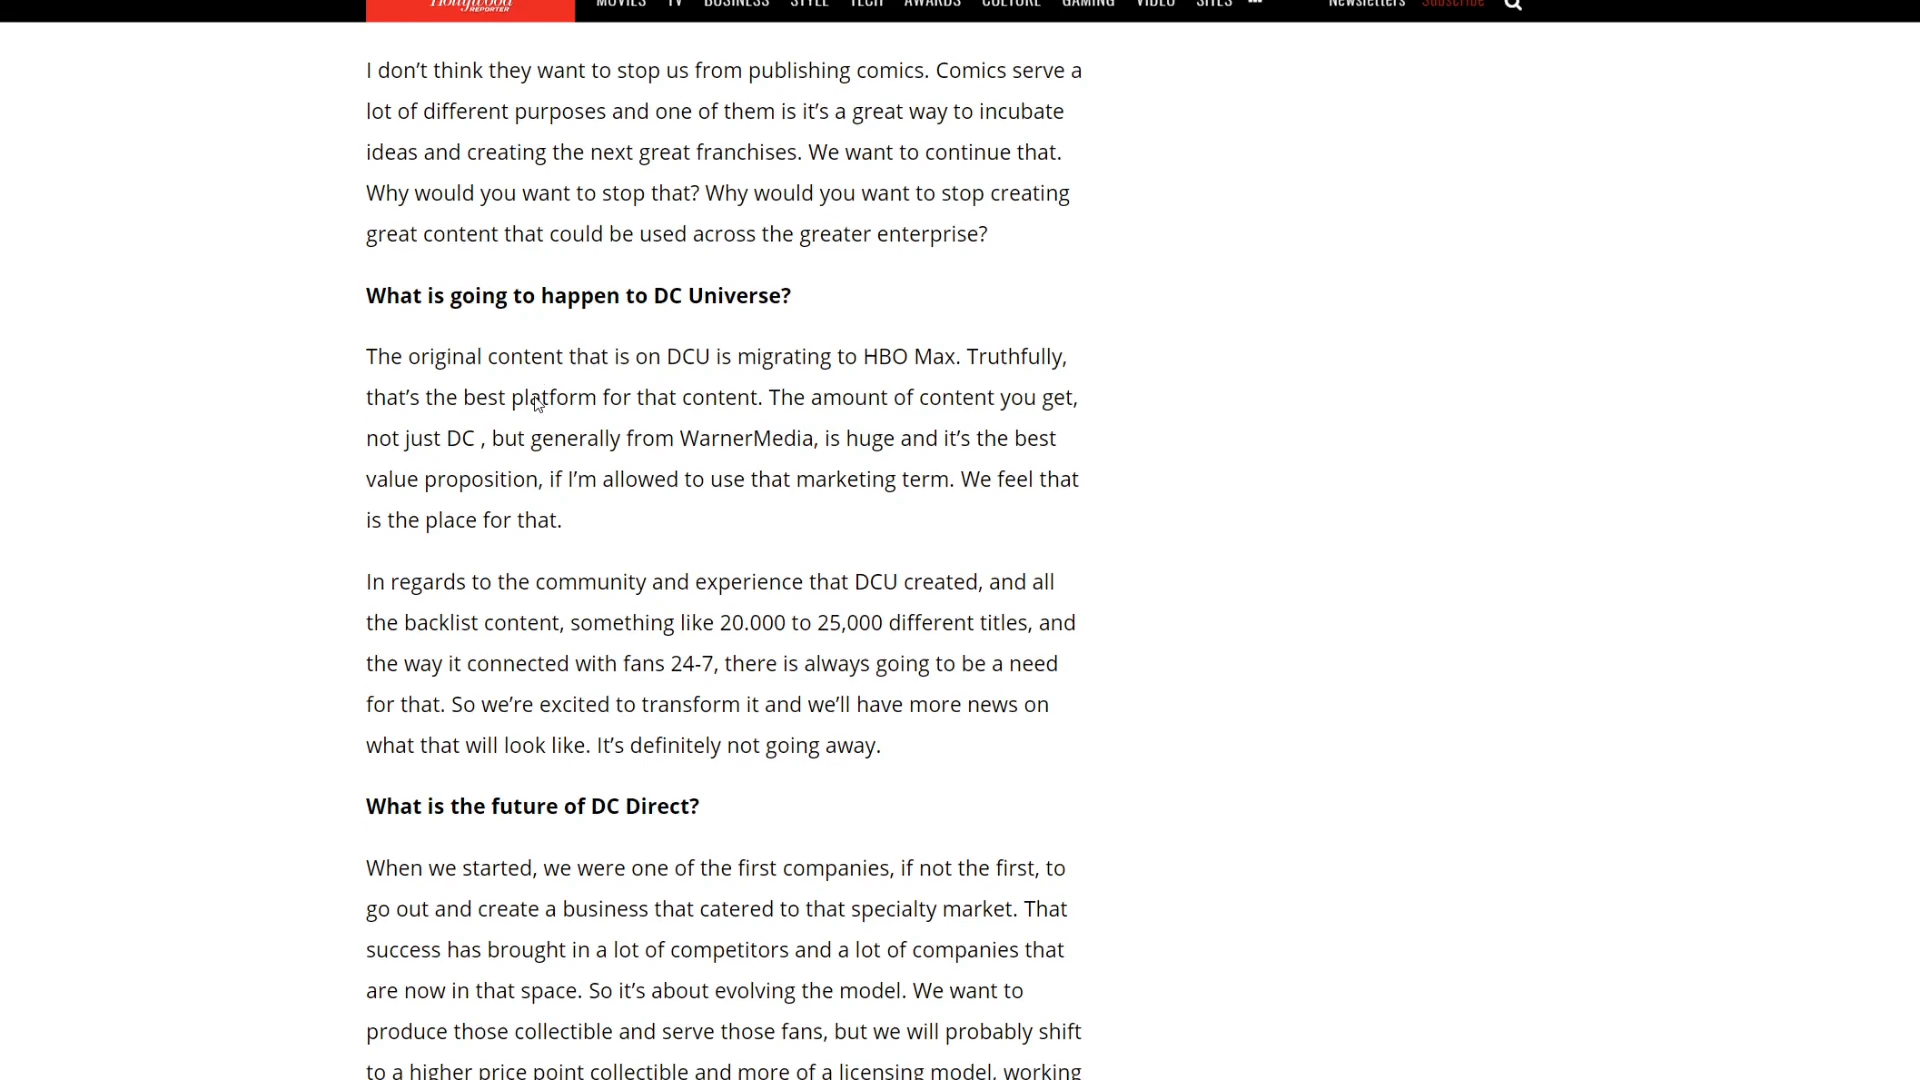 Hollywood
REPORTER
MOVIES TV BUSINESS STYLE TECH AWARDS CULTURE GAMING VIDEO SITES ··· Newsletters Subscribe
I don’t think they want to stop us from publishing comics. Comics serve a
lot of different purposes and one of them is it’s a great way to incubate
ideas and creating the next great franchises. We want to continue that.
Why would you want to stop that? Why would you want to stop creating
great content that could be used across the greater enterprise?
What is going to happen to DC Universe?
The original content that is on DCU is migrating to HBO Max. Truthfully,
that’s the best platform for that content. The amount of content you get,
not just DC , but generally from WarnerMedia, is huge and it’s the best
value proposition, if I’m allowed to use that marketing term. We feel that
is the place for that.
In regards to the community and experience that DCU created, and all
the backlist content, something like 20.000 to 25,000 different titles, and
the way it connected with fans 24-7, there is always going to be a need
for that. So we’re excited to transform it and we’ll have more news on
what that will look like. It’s definitely not going away.
What is the future of DC Direct?
When we started, we were one of the first companies, if not the first, to
go out and create a business that catered to that specialty market. That
success has brought in a lot of competitors and a lot of companies that
are now in that space. So it’s about evolving the model. We want to
produce those collectible and serve those fans, but we will probably shift
to a higher price point collectible and more of a licensing model, working